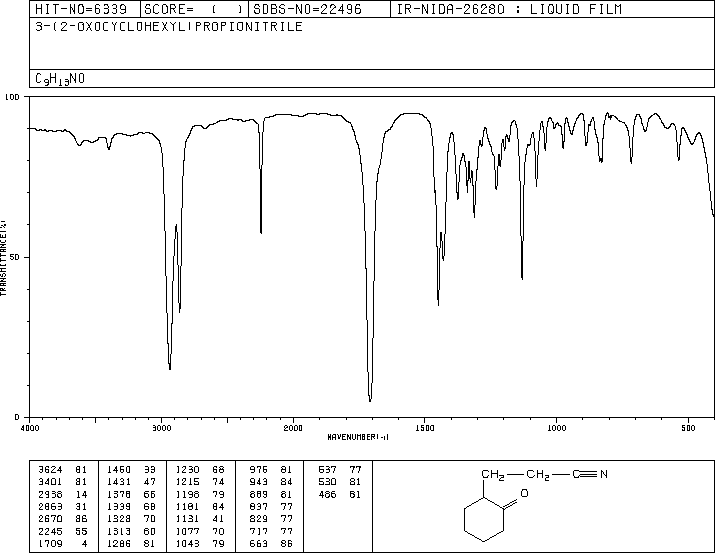 HIT-NO=6339 SCORE= ( ) SDBS-NO=22496 IR-NIDA-26280 : LIQUID FILM
3-(2-OXOCYCLOHEXYL)PROPIONITRILE
C9H13NO
100
50
0
TRANSMITTANCE(%)
4000 3000 2000 1500 1000 500
WAVENUMBER(-1)
3624 81 1450 33 1230 68 976 81 537 77
3401 81 1431 47 1215 74 943 84 530 81
2938 14 1378 66 1198 79 889 81 486 81
2863 31 1339 68 1181 84 837 77
2670 86 1328 70 1131 41 829 77
2245 55 1313 60 1077 70 717 77
1709 4 1286 81 1043 79 663 86
CH2 CH2 C N
O